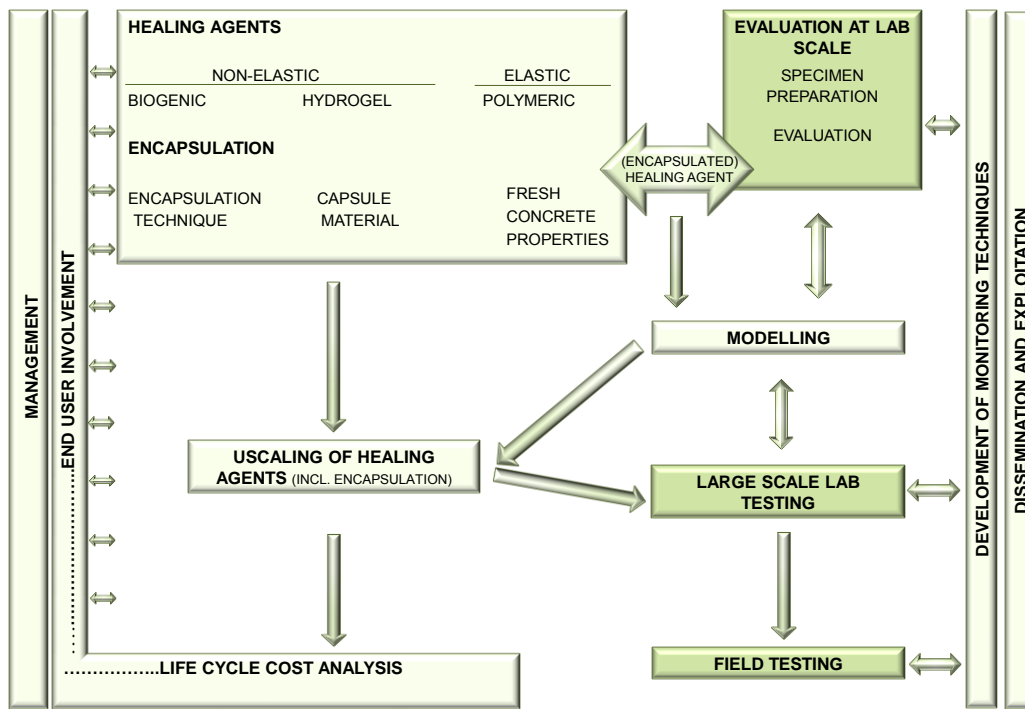 MANAGEMENT
END USER INVOLVEMENT
HEALING AGENTS
NON-ELASTIC
ELASTIC
BIOGENIC
HYDROGEL
POLYMERIC
ENCAPSULATION
ENCAPSULATION
TECHNIQUE
CAPSULE
MATERIAL
FRESH
CONCRETE
PROPERTIES
(ENCAPSULATED)
HEALING AGENT
EVALUATION AT LAB
SCALE
SPECIMEN
PREPARATION
EVALUATION
MODELLING
USCALING OF HEALING
AGENTS (INCL. ENCAPSULATION)
LARGE SCALE LAB
TESTING
.................LIFE CYCLE COST ANALYSIS
FIELD TESTING
DEVELOPMENT OF MONITORING TECHNIQUES
DISSEMINATION AND EXPLOITATION